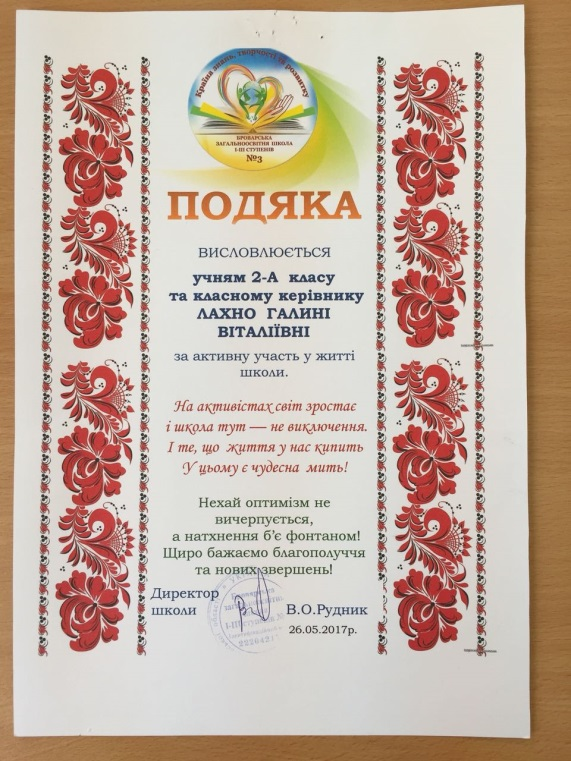 Країна знань, творчості та розвитку
БРОВАРСЬКА
ЗАГАЛЬНООСВІТНЯ ШКОЛА
І-ІІІ СТУПЕНІВ
№3
ПОДЯКА
ВИСЛОВЛЮЄТЬСЯ
учням 2-А класу
та класному керівнику
ЛАХНО ГАЛИНІ
ВІТАЛІЇВНІ
за активну участь у житті
школи.
На активістах світ зростає
і школа тут — не виключення.
І те, що життя у нас кипить
У цьому є чудесна мить!
Нехай оптимізм не
вичерпується,
а натхнення б’є фонтаном!
Щиро бажаємо благополуччя
та нових звершень!
Директор
школи
В.О.Рудник
26.05.2017р.